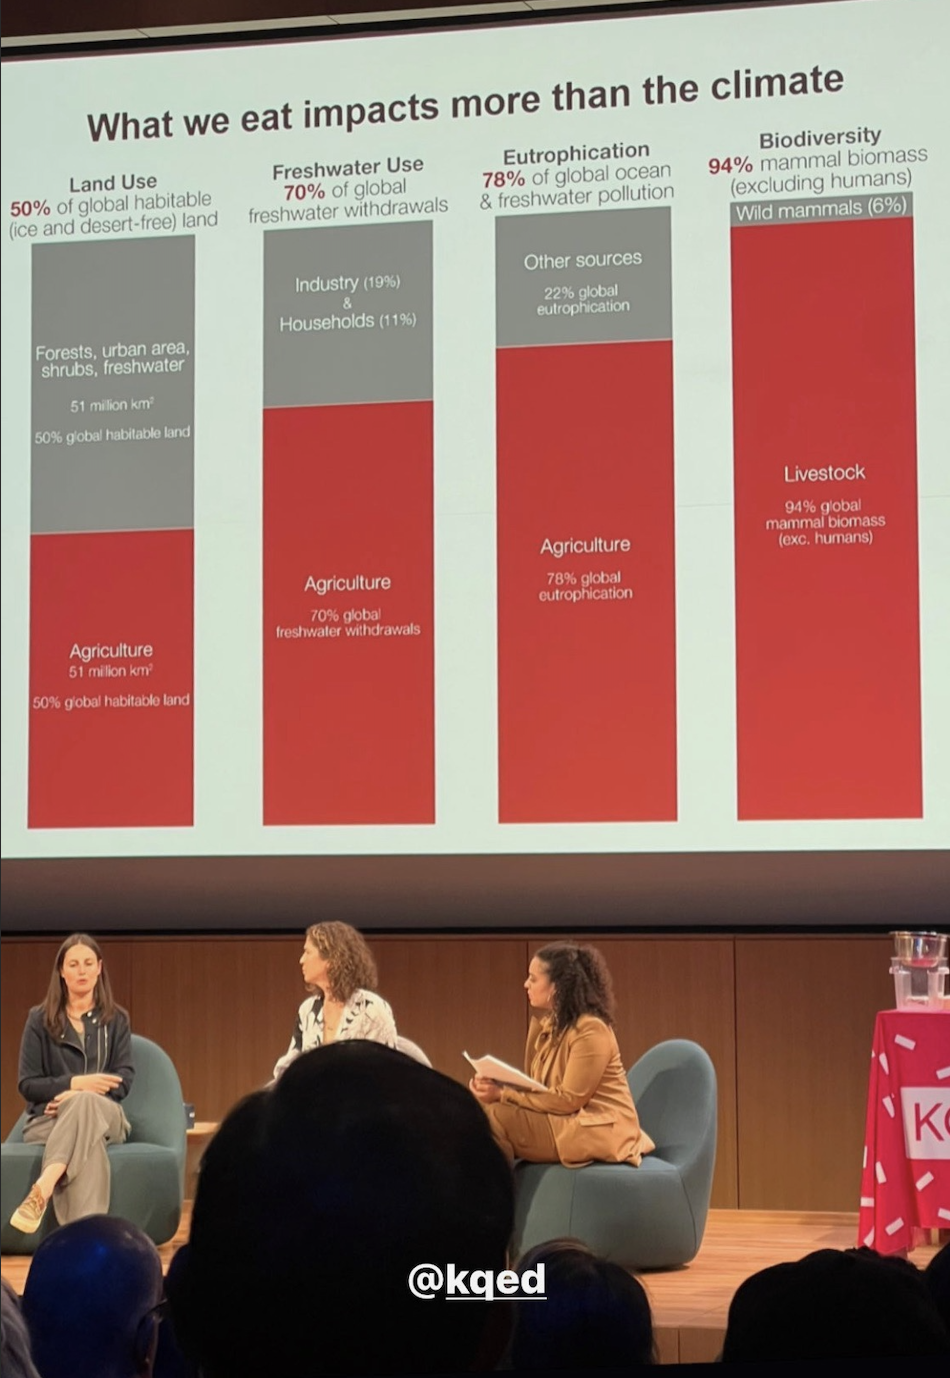 What we eat impacts more than the climate
Land Use
50% of global habitable
(ice and desert-free) land
Forests, urban area,
shrubs, freshwater
51 million km²
50% global habitable land
Agriculture
51 million km²
50% global habitable land
Freshwater Use
70% of global
freshwater withdrawals
Industry (19%)
&
Households (11%)
Agriculture
70% global
freshwater withdrawals
Eutrophication
78% of global ocean
& freshwater pollution
Other sources
22% global
eutrophication
Agriculture
78% global
eutrophication
Biodiversity
94% mammal biomass
(excluding humans)
Wild mammals (6%)
Livestock
94% global
mammal biomass
(exc. humans)
@kqed